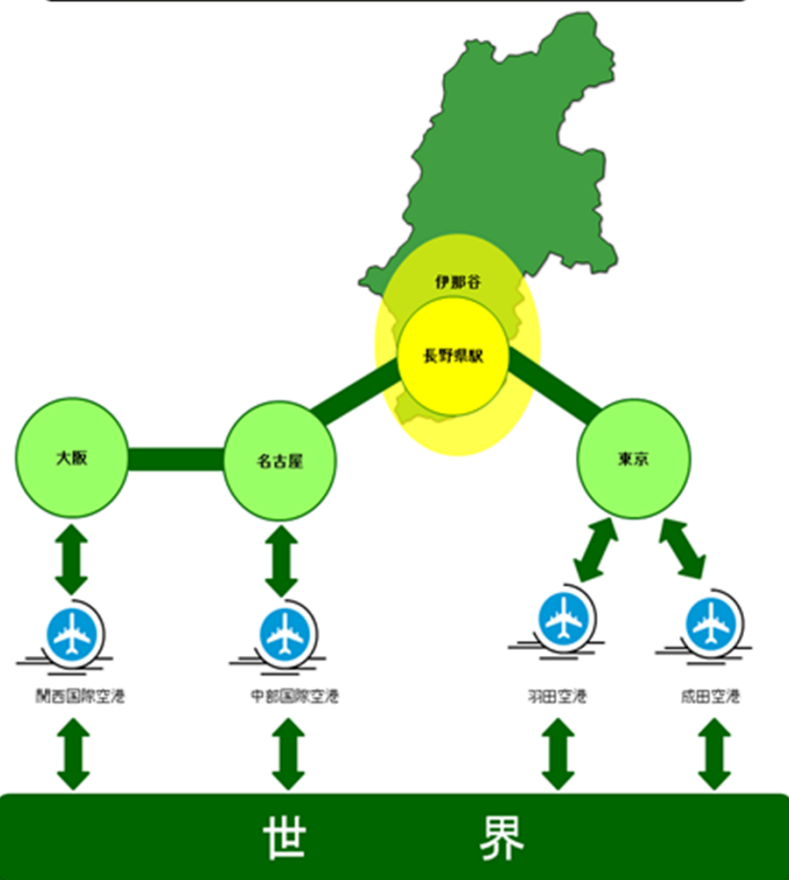 伊那谷
長野県駅
大阪
名古屋
東京
関西国際空港
中部国際空港
羽田空港
成田空港
世界